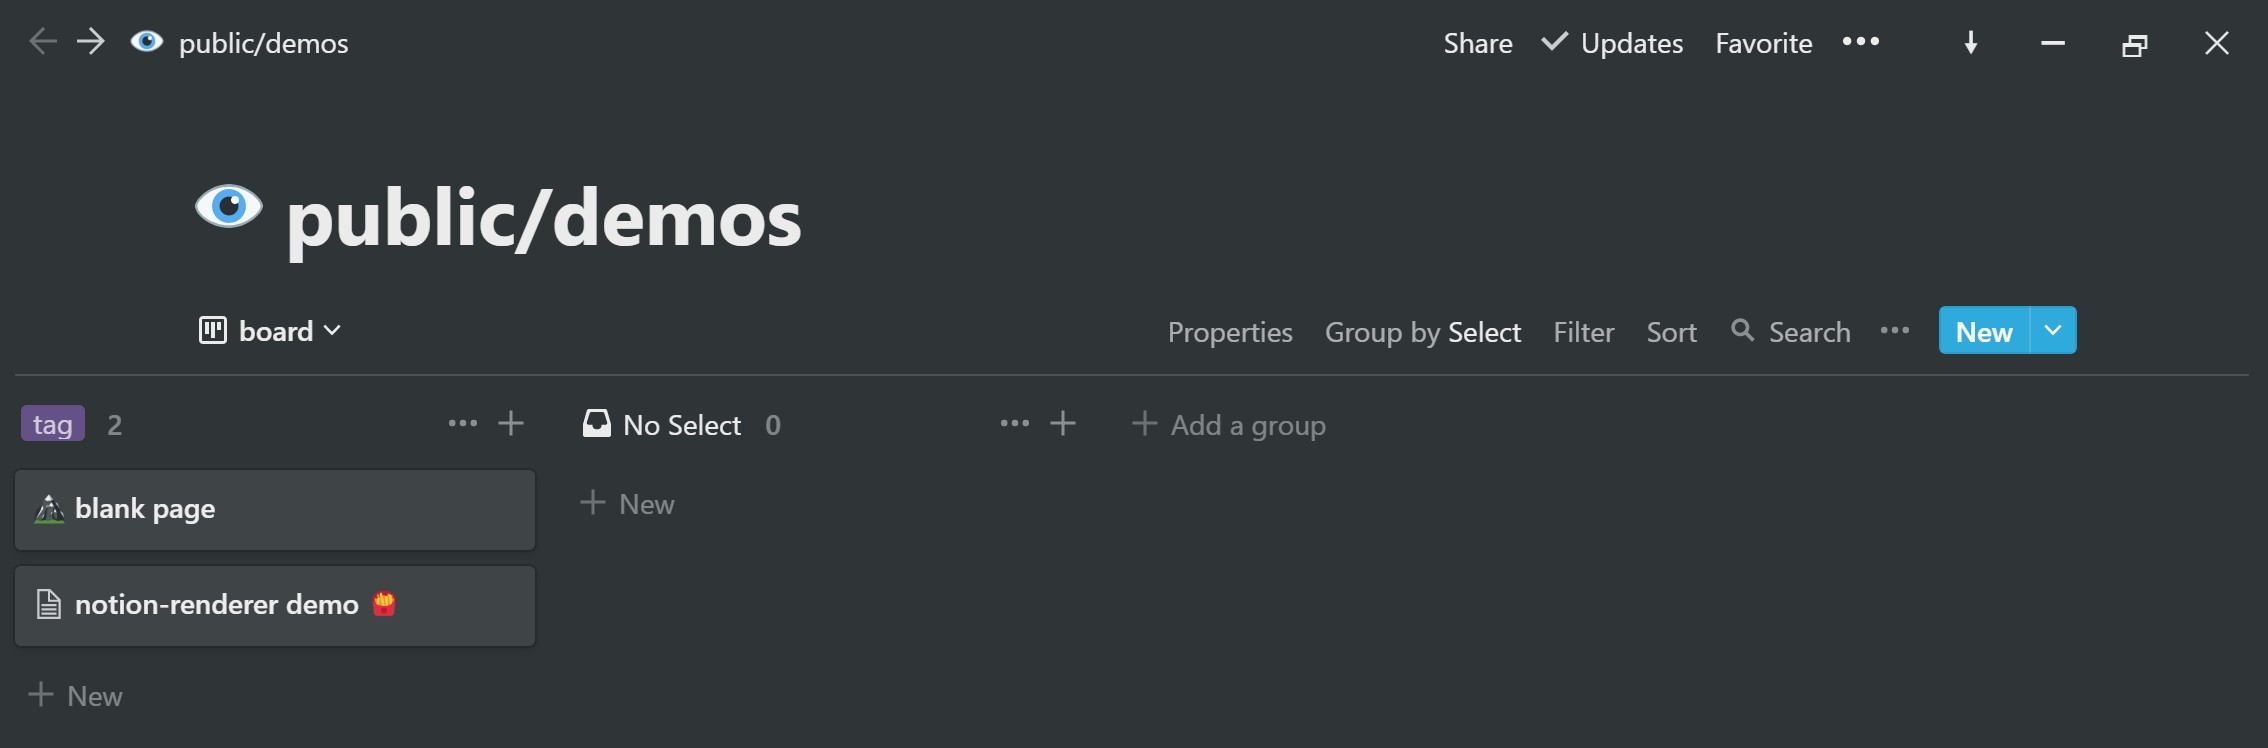 public/demos Share Updates Favorite
public/demos
board Properties Group by Select Filter Sort Search New
tag 2 No Select 0 Add a group
blank page
New
notion-renderer demo
New